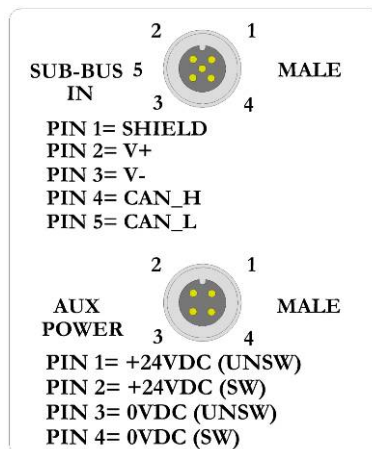 2 1
SUB-BUS 5 MALE
IN
3 4
PIN 1= SHIELD
PIN 2= V+
PIN 3= V-
PIN 4= CAN_H
PIN 5= CAN_L
2 1
AUX MALE
POWER 3 4
PIN 1= +24VDC (UNSW)
PIN 2= +24VDC (SW)
PIN 3= 0VDC (UNSW)
PIN 4= 0VDC (SW)